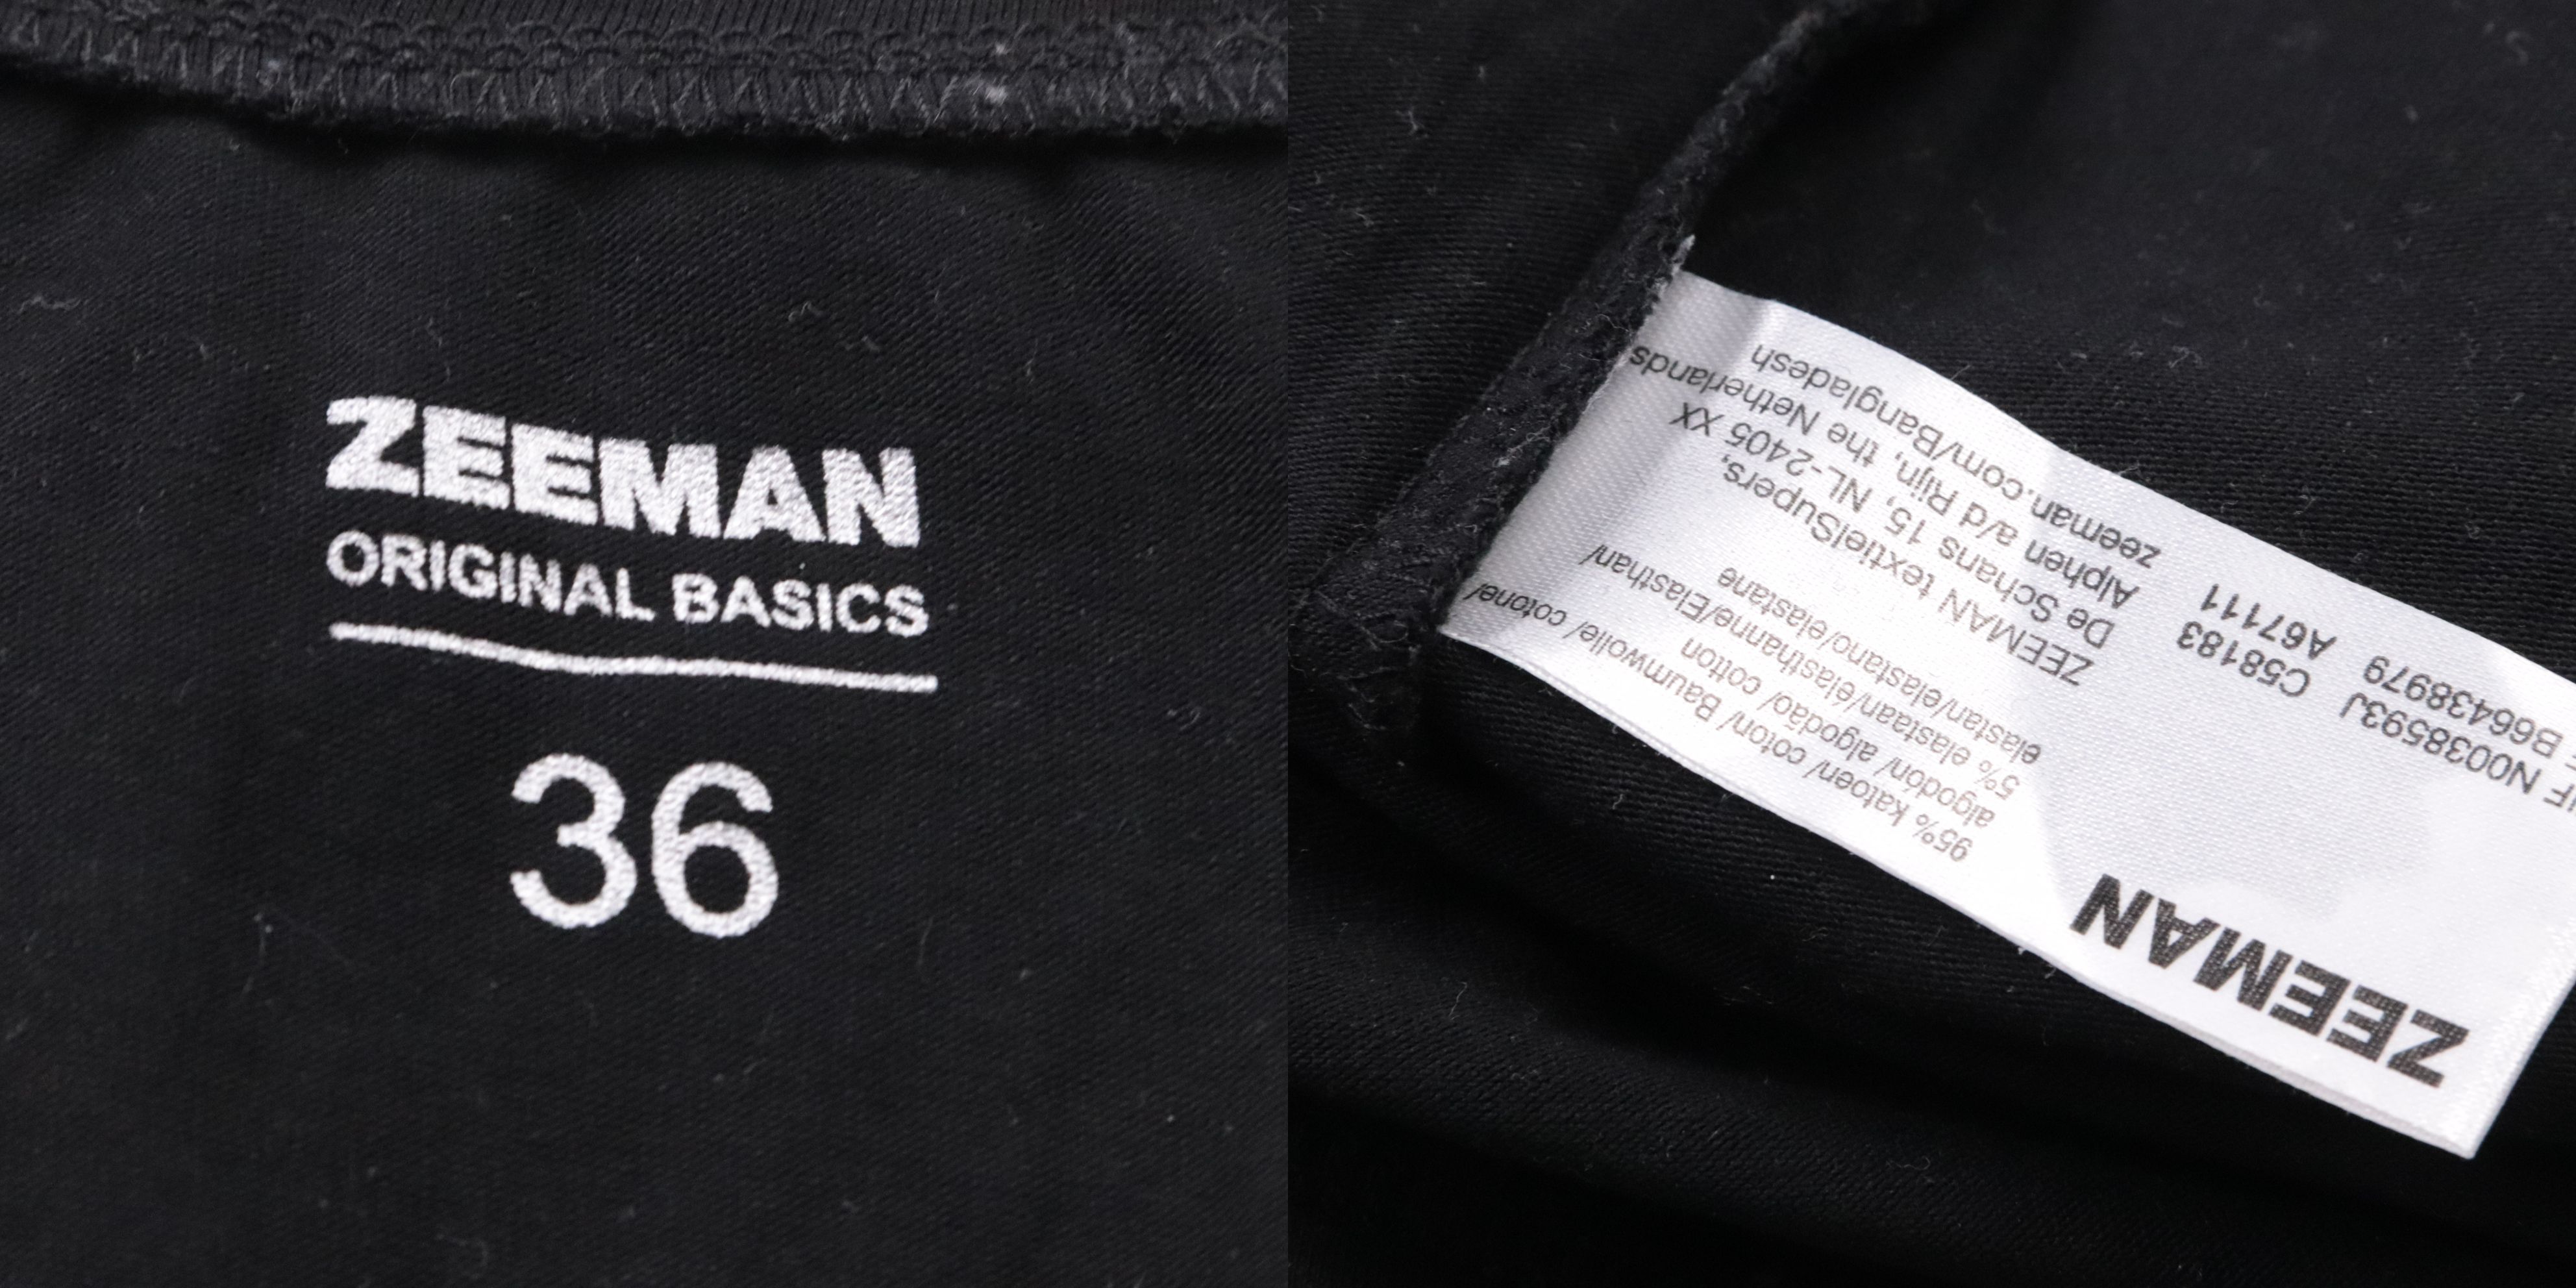 ZEEMAN
ORIGINAL BASICS
36
ZEEMAN
95% katoen/ coton/ Baumwolle/ cotone/
algodón/ algodão/ cotton
5% elastaan/élasthanne/Elasthan/
elastan/elastano/elastane
ZEEMAN textielSupers,
De Schans 15, NL-2405 XX
Alphen a/d Rijn, the Netherlands
zeeman.com/Bangladesh
N0038593J C58183
B66438979 A67111